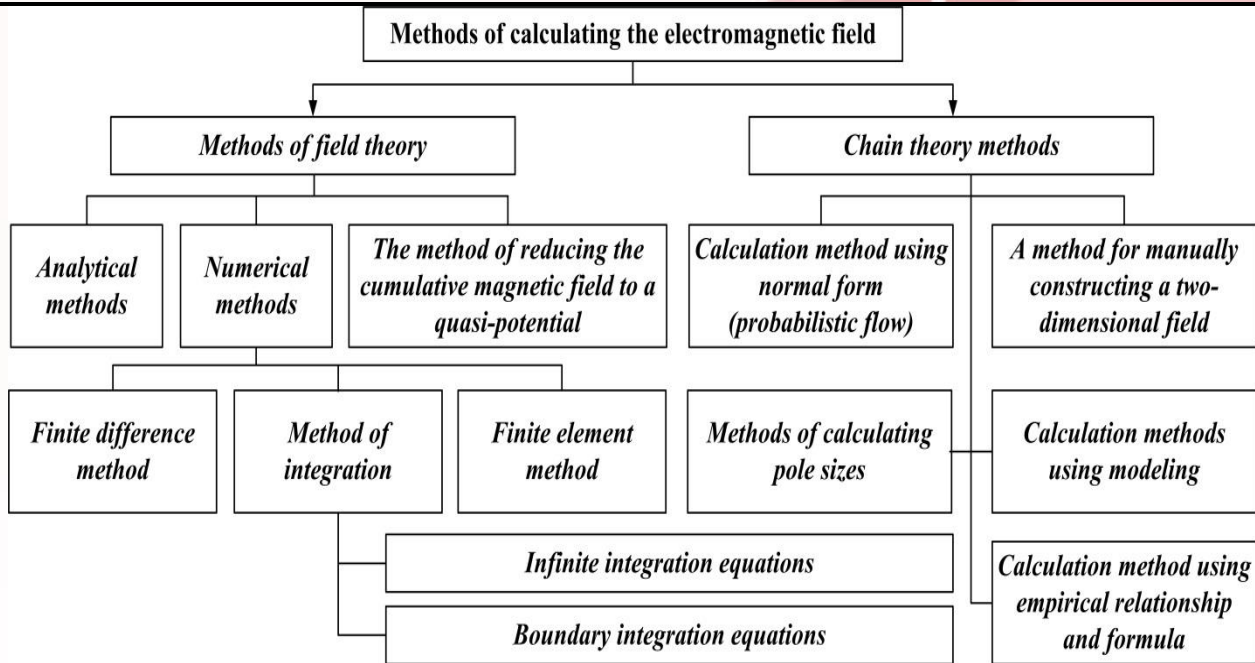 Methods of calculating the electromagnetic field
Methods of field theory
Chain theory methods
Analytical
methods
Numerical
methods
The method of reducing the
cumulative magnetic field to a
quasi-potential
Calculation method using
normal form
(probabilistic flow)
A method for manually
constructing a two-
dimensional field
Finite difference
method
Method of
integration
Finite element
method
Methods of calculating
pole sizes
Calculation methods
using modeling
Infinite integration equations
Boundary integration equations
Calculation method using
empirical relationship
and formula